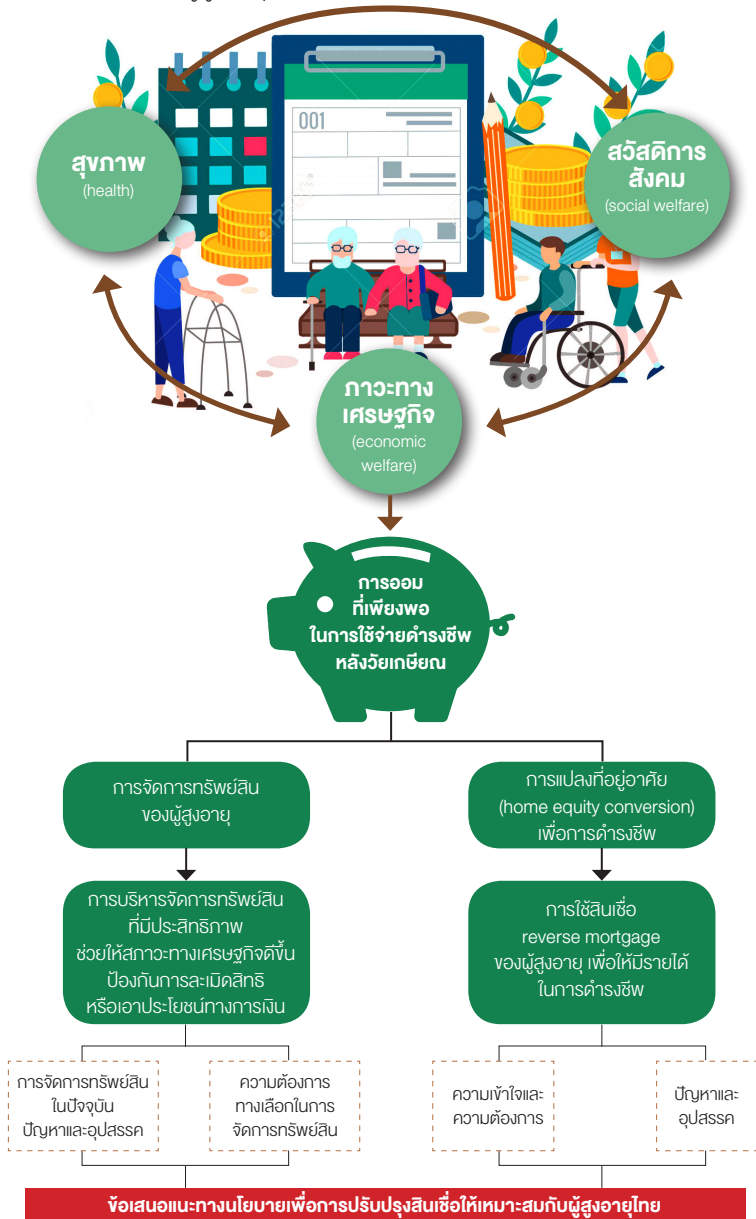 001
สุขภาพ
(health)
สวัสดิการ
สังคม
(social welfare)
ภาวะทาง
เศรษฐกิจ
(economic
welfare)
การออม
ที่เพียงพอ
ในการใช้จ่ายดำรงชีพ
หลังวัยเกษียณ
การจัดการทรัพย์สิน
ของผู้สูงอายุ
การแปลงที่อยู่อาศัย
(home equity conversion)
เพื่อการดำรงชีพ
การบริหารจัดการทรัพย์สิน
ที่มีประสิทธิภาพ
ช่วยให้สภาวะทางเศรษฐกิจดีขึ้น
ป้องกันการละเมิดสิทธิ
หรือเอาประโยชน์ทางการเงิน
การใช้สินเชื่อ
reverse mortgage
ของผู้สูงอายุ เพื่อให้มีรายได้
ในการดำรงชีพ
การจัดการทรัพย์สิน
ในปัจจุบัน
ปัญหาและอุปสรรค
ความต้องการ
ทางเลือกในการ
จัดการทรัพย์สิน
ความเข้าใจและ
ความต้องการ
ปัญหาและ
อุปสรรค
ข้อเสนอแนะทางนโยบายเพื่อการปรับปรุงสินเชื่อให้เหมาะสมกับผู้สูงอายุไทย